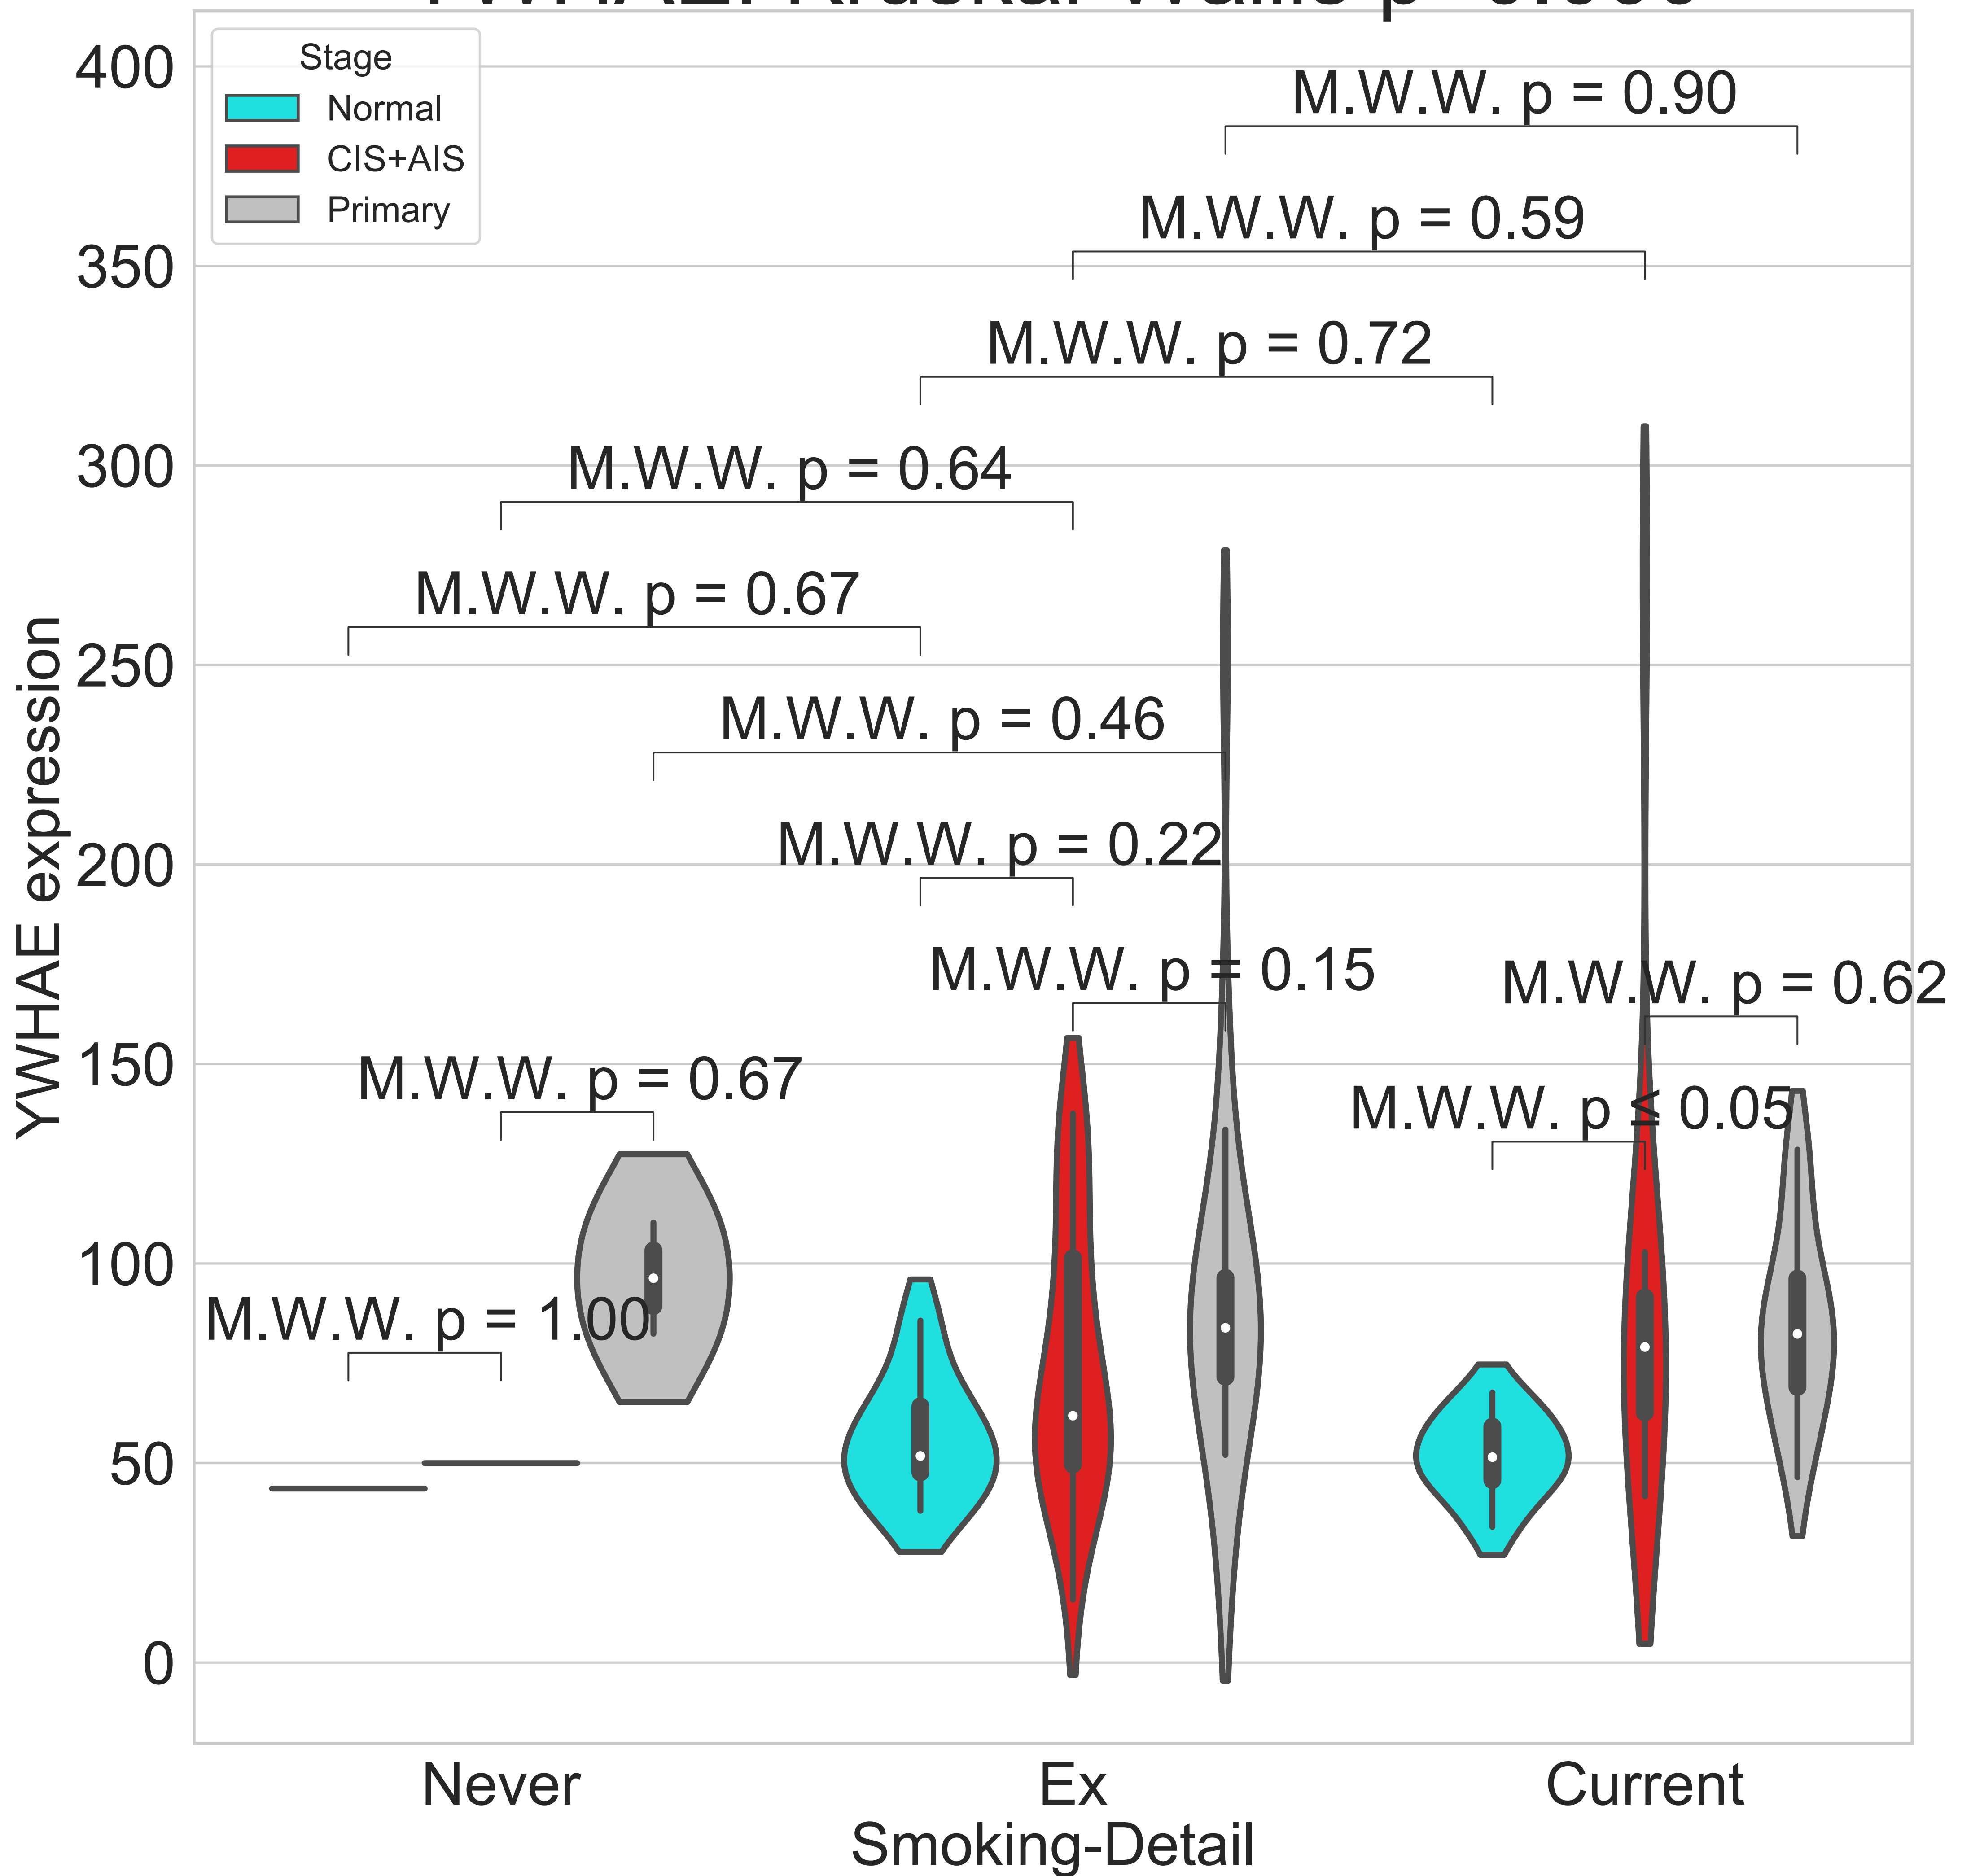 Stage
Normal
CIS+AIS
Primary
400
350
300
250
200
150
100
50
0
YWHAE expression
M.W.W. p = 0.90
M.W.W. p = 0.59
M.W.W. p = 0.72
M.W.W. p = 0.64
M.W.W. p = 0.67
M.W.W. p = 0.46
M.W.W. p = 0.22
M.W.W. p = 0.15
M.W.W. p = 0.62
M.W.W. p = 0.67
M.W.W. p ≤ 0.05
M.W.W. p = 1.00
Never
Ex
Current
Smoking-Detail